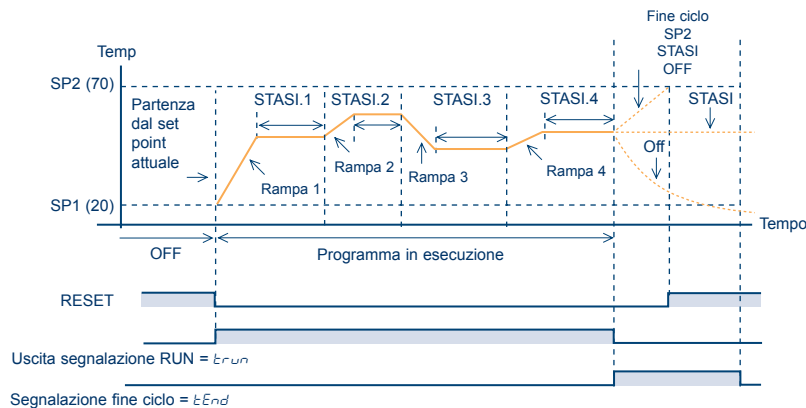 Fine ciclo
SP2
STASI
OFF
Temp
SP2 (70)
STASI.1
STASI.2
STASI.3
STASI.4
STASI
Partenza
dal set
point
attuale
Off
Rampa 1
Rampa 2
Rampa 3
Rampa 4
SP1 (20)
Tempo
OFF
Programma in esecuzione
RESET
Uscita segnalazione RUN = trun
Segnalazione fine ciclo = tEnd